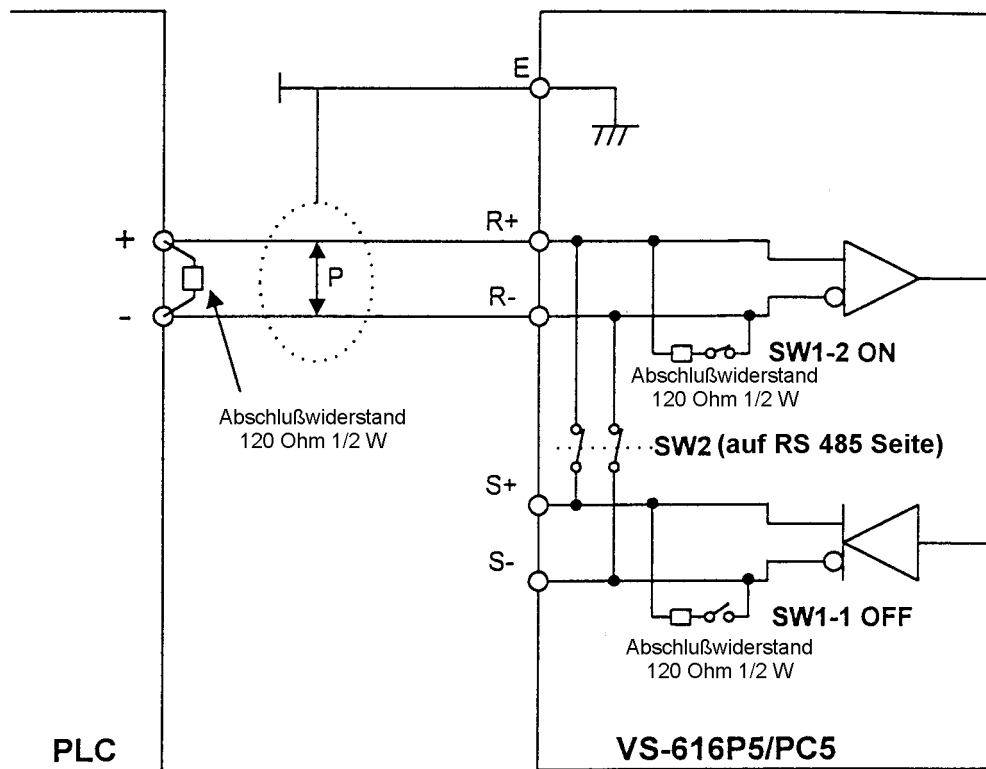 E
+
R+
P
-
R-
SW1-2 ON
Abschlußwiderstand
120 Ohm 1/2 W
Abschlußwiderstand
120 Ohm 1/2 W
SW2 (auf RS 485 Seite)
S+
S-
SW1-1 OFF
Abschlußwiderstand
120 Ohm 1/2 W
PLC
VS-616P5/PC5